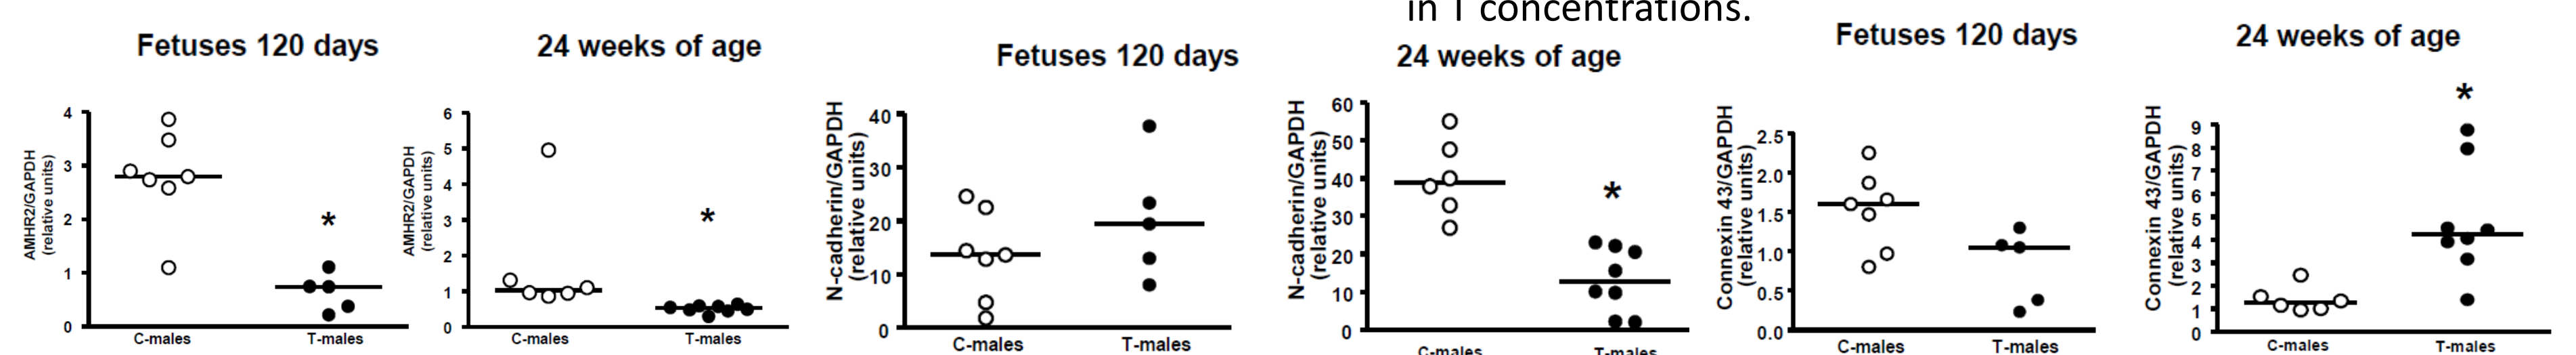 in T concentrations.
Fetuses 120 days
AMHR2/GAPDH
(relative units)
4
3
2
1
0
*
C-males
T-males
24 weeks of age
AMHR2/GAPDH
(relative units)
6
5
4
3
2
1
0
*
C-males
T-males
Fetuses 120 days
N-cadherin/GAPDH
(relative units)
40
30
20
10
0
C-males
T-males
24 weeks of age
N-cadherin/GAPDH
(relative units)
60
50
40
30
20
10
0
*
C-males
T-males
Fetuses 120 days
Connexin 43/GAPDH
(relative units)
2.5
2.0
1.5
1.0
0.5
0.0
C-males
T-males
24 weeks of age
Connexin 43/GAPDH
(relative units)
9
8
7
6
5
4
3
2
1
0
*
C-males
T-males